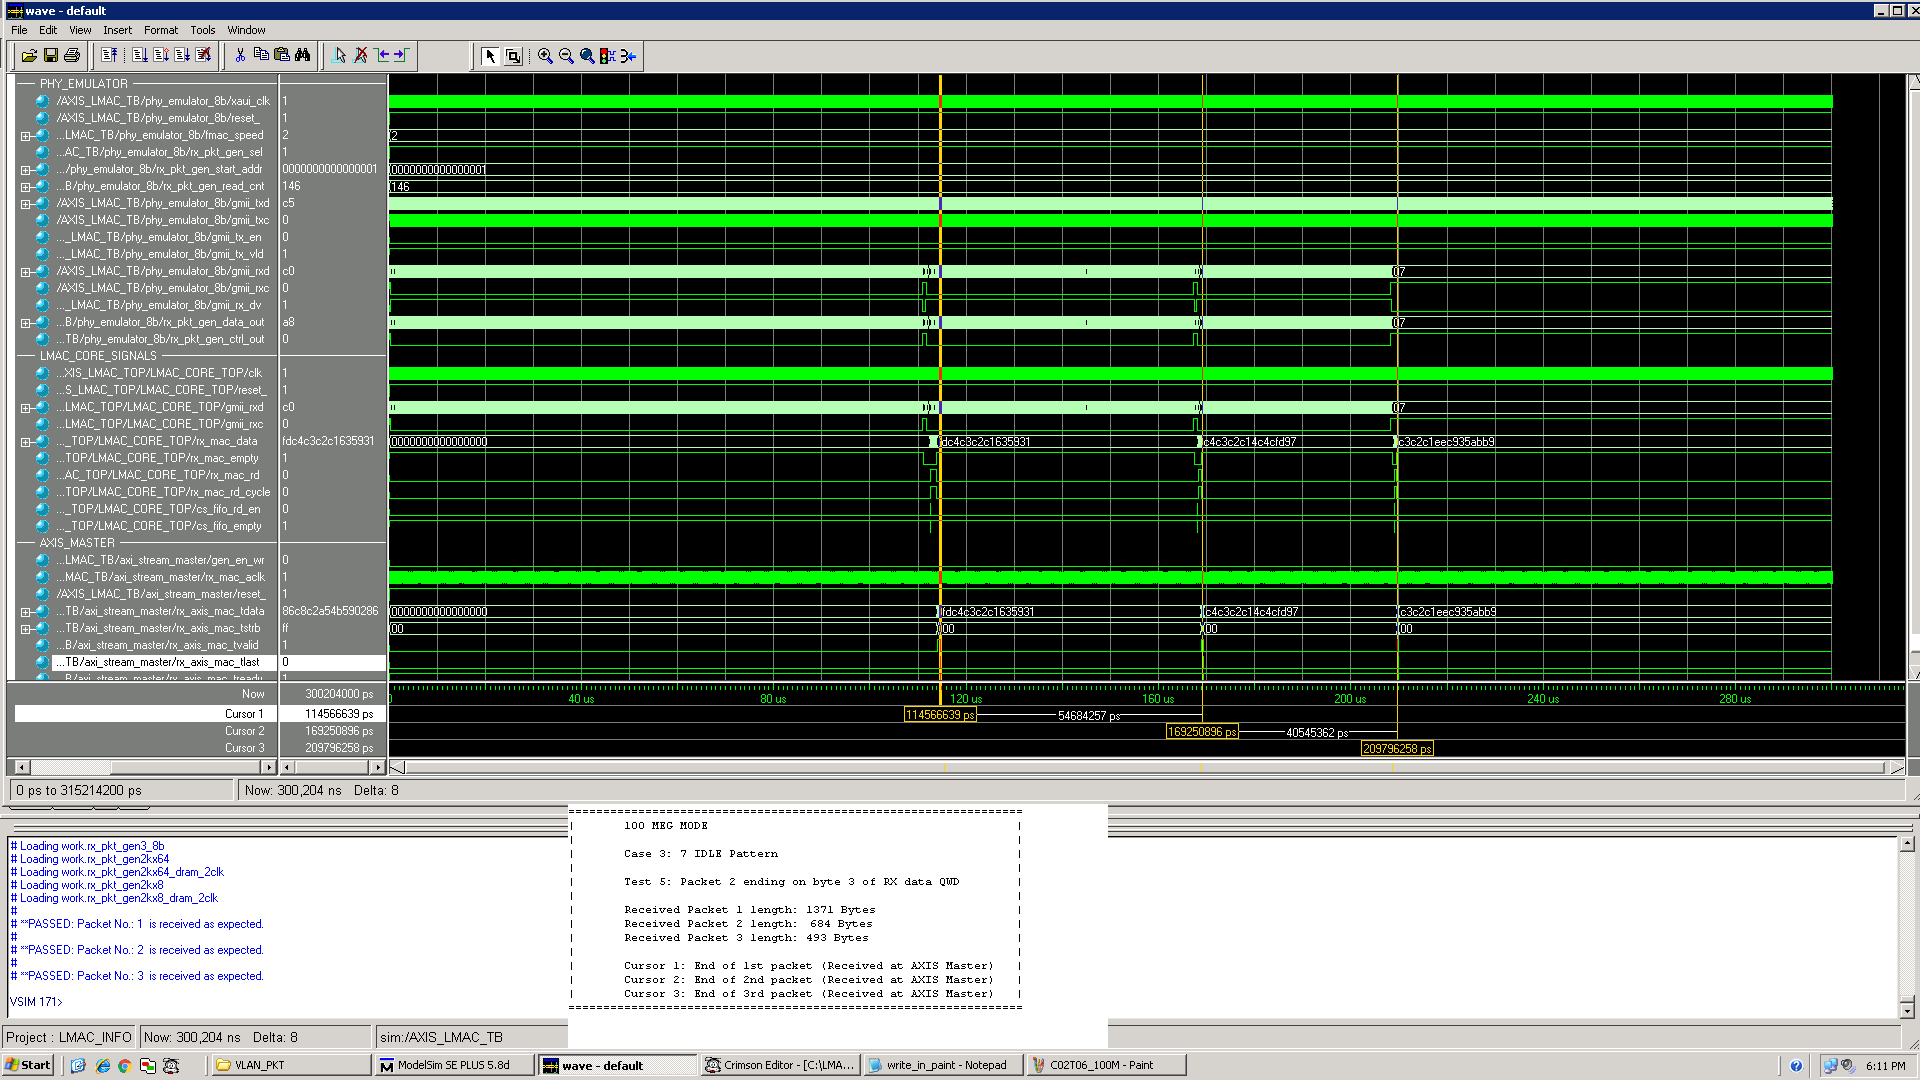 wave - default
File Edit View Insert Format Tools Window
PHY_EMULATOR
/AXIS_LMAC_TB/phy_emulator_8b/xaui_clk 1
/AXIS_LMAC_TB/phy_emulator_8b/reset_ 1
...LMAC_TB/phy_emulator_8b/fmac_speed 2 2
...AC_TB/phy_emulator_8b/rx_pkt_gen_sel 1
.../phy_emulator_8b/rx_pkt_gen_start_addr 0000000000000001 0000000000000001
...B/phy_emulator_8b/rx_pkt_gen_read_cnt 146 146
/AXIS_LMAC_TB/phy_emulator_8b/gmii_txd c5
/AXIS_LMAC_TB/phy_emulator_8b/gmii_txc 0
..._LMAC_TB/phy_emulator_8b/gmii_tx_en 0
..._LMAC_TB/phy_emulator_8b/gmii_tx_vld 1
/AXIS_LMAC_TB/phy_emulator_8b/gmii_rxd c0 07
/AXIS_LMAC_TB/phy_emulator_8b/gmii_rxc 0
..._LMAC_TB/phy_emulator_8b/gmii_rx_dv 1
...B/phy_emulator_8b/rx_pkt_gen_data_out a8 07
...TB/phy_emulator_8b/rx_pkt_gen_ctrl_out 0
LMAC_CORE_SIGNALS
...XIS_LMAC_TOP/LMAC_CORE_TOP/clk 1
...S_LMAC_TOP/LMAC_CORE_TOP/reset_ 1
...LMAC_TOP/LMAC_CORE_TOP/gmii_rxd c0 07
...LMAC_TOP/LMAC_CORE_TOP/gmii_rxc 0
..._TOP/LMAC_CORE_TOP/rx_mac_data fdc4c3c2c1635931 0000000000000000 dc4c3c2c1635931 c4c3c2c14c4cfd97 c3c2c1eec935abb9
...TOP/LMAC_CORE_TOP/rx_mac_empty 1
...AC_TOP/LMAC_CORE_TOP/rx_mac_rd 0
...TOP/LMAC_CORE_TOP/rx_mac_rd_cycle 0
..._TOP/LMAC_CORE_TOP/cs_fifo_rd_en 0
..._TOP/LMAC_CORE_TOP/cs_fifo_empty 1
AXIS_MASTER
...LMAC_TB/axi_stream_master/gen_en_wr 0
...MAC_TB/axi_stream_master/rx_mac_aclk 1
/AXIS_LMAC_TB/axi_stream_master/reset_ 1
...TB/axi_stream_master/rx_axis_mac_tdata 86c8c2a54b590286 0000000000000000 fdc4c3c2c1635931 c4c3c2c14c4cfd97 c3c2c1eec935abb9
...TB/axi_stream_master/rx_axis_mac_tstrb ff 00 00 00 00
...B/axi_stream_master/rx_axis_mac_tvalid 1
...TB/axi_stream_master/rx_axis_mac_tlast 0
...B/axi_stream_master/rx_axis_mac_tready 1
Now 300204000 ps 40 us 80 us 120 us 160 us 200 us 240 us 280 us
Cursor 1 114566639 ps 114566639 ps 54684257 ps
Cursor 2 169250896 ps 169250896 ps 40545362 ps
Cursor 3 209796258 ps 209796258 ps
0 ps to 315214200 ps Now: 300,204 ns Delta: 8
# Loading work.rx_pkt_gen3_8b
# Loading work.rx_pkt_gen2kx64
# Loading work.rx_pkt_gen2kx64_dram_2clk
# Loading work.rx_pkt_gen2kx8
# Loading work.rx_pkt_gen2kx8_dram_2clk
#
# **PASSED: Packet No.: 1 is received as expected.
#
# **PASSED: Packet No.: 2 is received as expected.
#
# **PASSED: Packet No.: 3 is received as expected.
VSIM 171>
100 MEG MODE
Case 3: 7 IDLE Pattern
Test 5: Packet 2 ending on byte 3 of RX data QWD
Received Packet 1 length: 1371 Bytes
Received Packet 2 length: 684 Bytes
Received Packet 3 length: 493 Bytes
Cursor 1: End of 1st packet (Received at AXIS Master)
Cursor 2: End of 2nd packet (Received at AXIS Master)
Cursor 3: End of 3rd packet (Received at AXIS Master)
Project : LMAC_INFO Now: 300,204 ns Delta: 8 sim:/AXIS_LMAC_TB
Start VLAN_PKT ModelSim SE PLUS 5.8d wave - default Crimson Editor - [C:\LMA... write_in_paint - Notepad C02T06_100M - Paint 6:11 PM